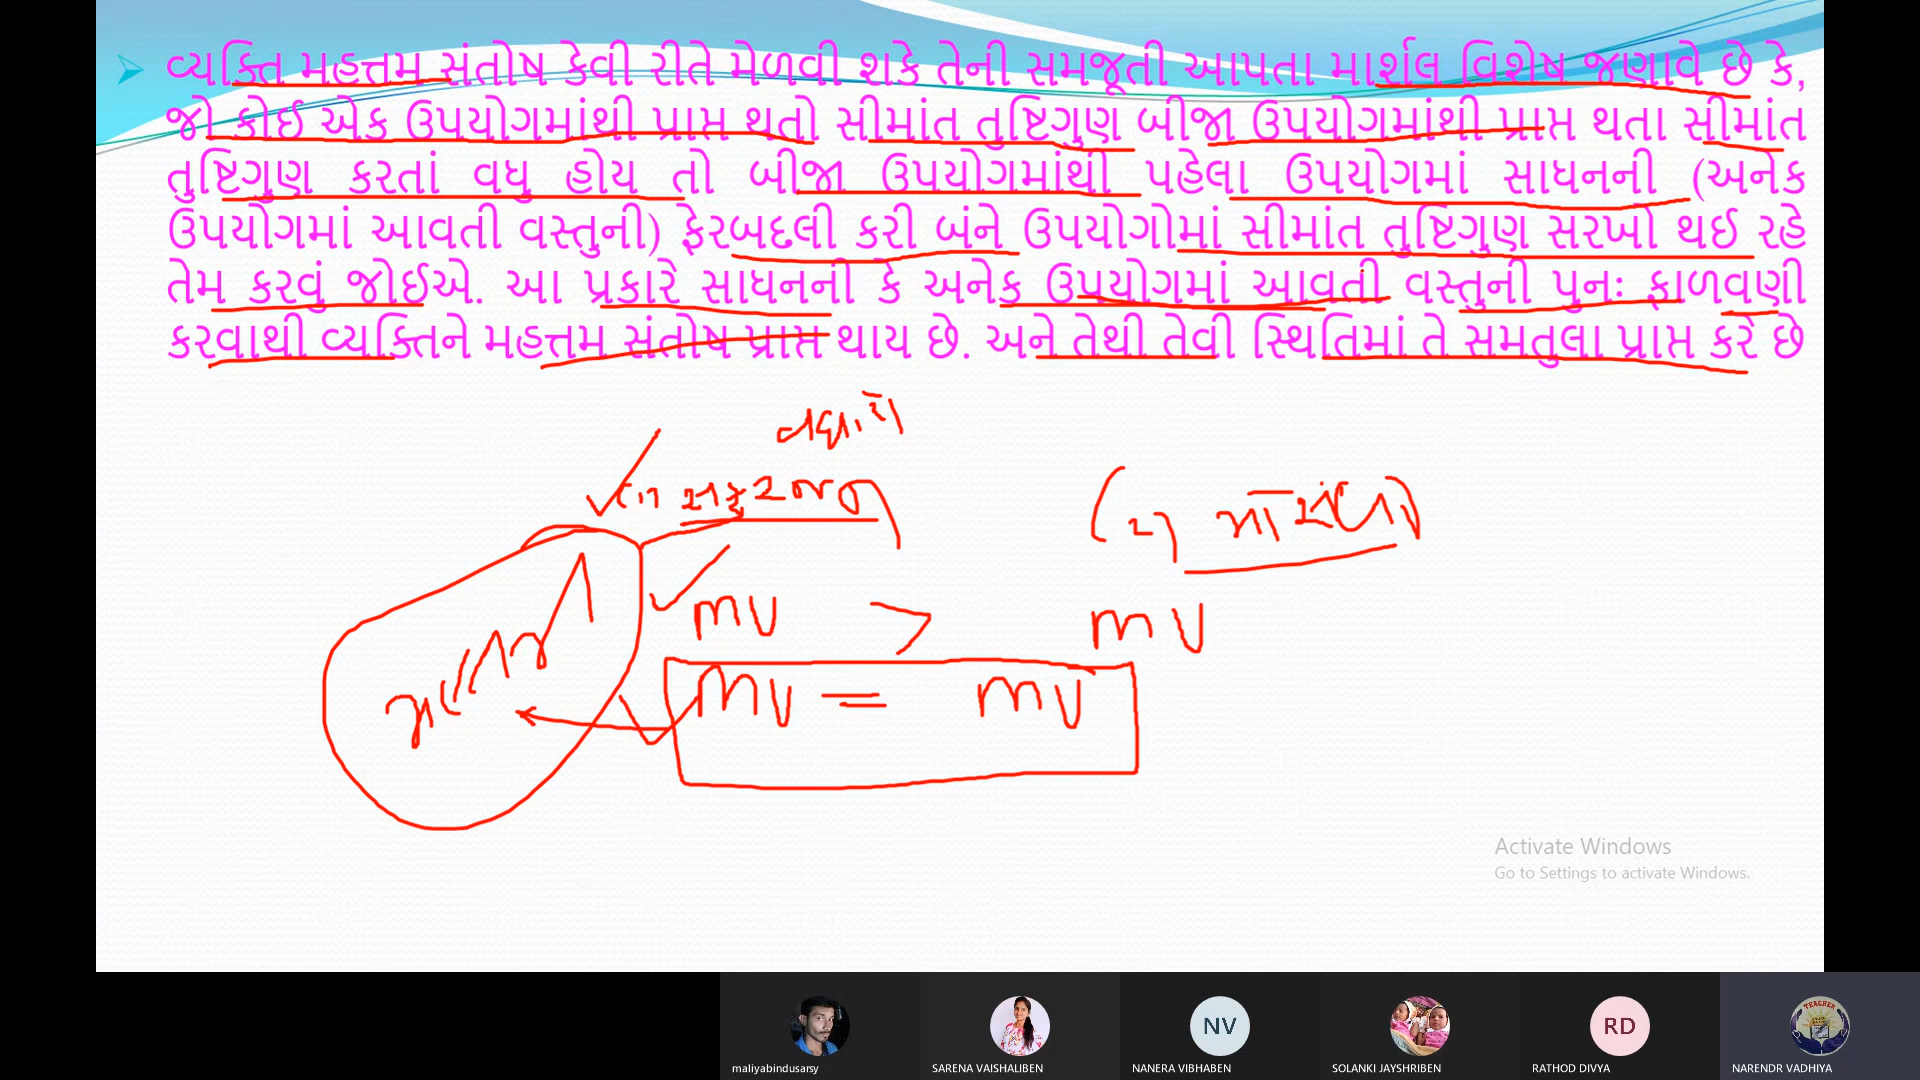 વ્યક્તિ મહત્તમ સંતોષ કેવી રીતે મેળવી શકે તેની સમજૂતી આપતા માર્શલ વિશેષ જણાવે છે કે,
જો કોઈ એક ઉપયોગમાંથી પ્રાપ્ત થતો સીમાંત તુષ્ટિગુણ બીજા ઉપયોગમાંથી પ્રાપ્ત થતા સીમાંત
તુષ્ટિગુણ કરતાં વધુ હોય તો બીજા ઉપયોગમાંથી પહેલા ઉપયોગમાં સાધનની (અનેક
ઉપયોગમાં આવતી વસ્તુની) ફેરબદલી કરી બંને ઉપયોગોમાં સીમાંત તુષ્ટિગુણ સરખો થઈ રહે
તેમ કરવું જોઈએ. આ પ્રકારે સાધનની કે અનેક ઉપયોગમાં આવતી વસ્તુની પુનઃ ફાળવણી
કરવાથી વ્યક્તિને મહત્તમ સંતોષ પ્રાપ્ત થાય છે. અને તેથી તેવી સ્થિતિમાં તે સમતુલા પ્રાપ્ત કરે છે
mu > mu
mu = mu
Activate Windows
Go to Settings to activate Windows.
NV RD
TEACHER
maliyabindusarsy SARENA VAISHALIBEN NANERA VIBHABEN SOLANKI JAYSHRIBEN RATHOD DIVYA NARENDR VADHIYA